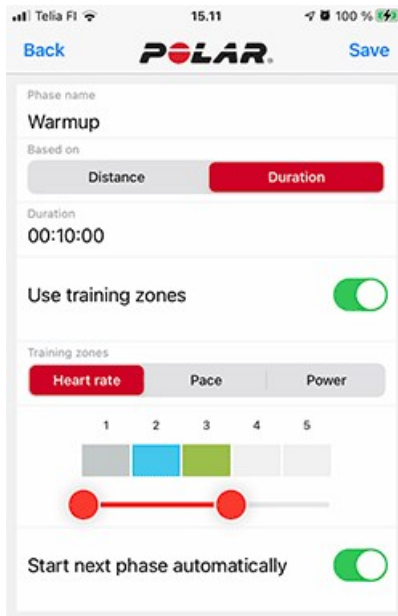 Telia FI 15.11 100 %
Back POLAR Save
Phase name
Warmup
Based on
Distance Duration
Duration
00:10:00
Use training zones
Training zones
Heart rate Pace Power
1 2 3 4 5
Start next phase automatically